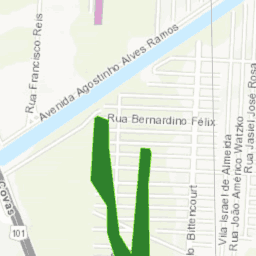 Rua Francisco Reis
Avenida Agostinho Alves Ramos
Rua Bernardino Félix
Rua Jasiel José Rosa
Rua João Américo Watzko
Vila Israel de Almeida
Bittencourt
101